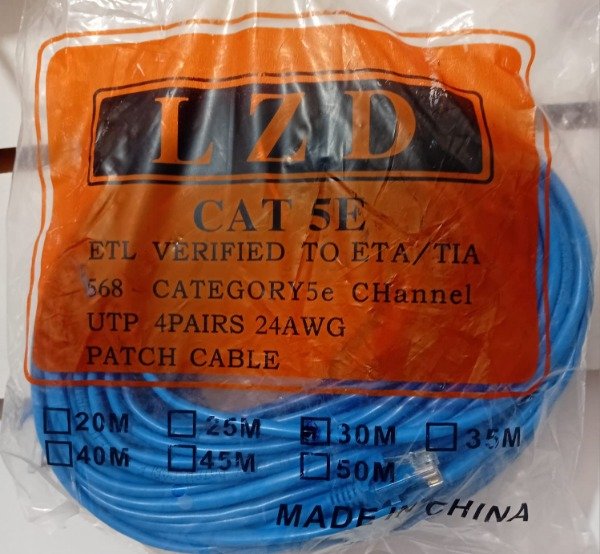 LZD
CAT 5E
ETL VERIFIED TO ETA/TIA
568 CATEGORY5e CHannel
UTP 4PAIRS 24AWG
PATCH CABLE
20M 25M 30M 35M
40M 45M 50M
MADE IN CHINA